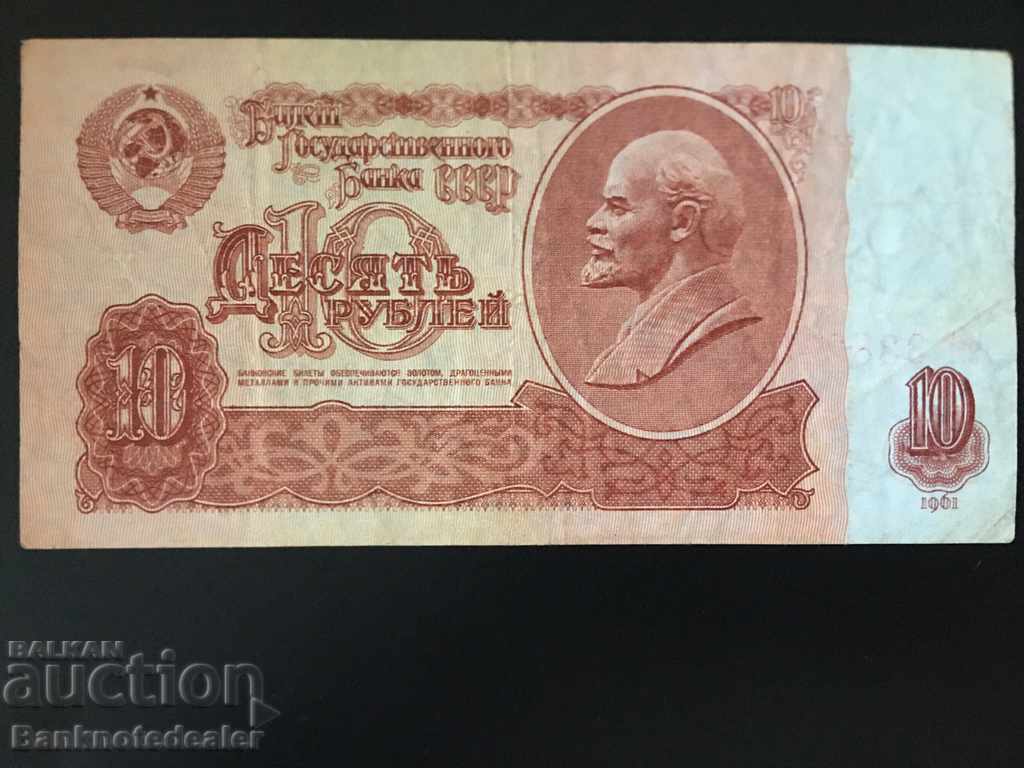 Билет
Государственного
Банка СССР
10
10
Десять
рублей
БАНКОВСКИЕ БИЛЕТЫ ОБЕСПЕЧИВАЮТСЯ ЗОЛОТОМ, ДРАГОЦЕННЫМИ
МЕТАЛЛАМИ И ПРОЧИМИ АКТИВАМИ ГОСУДАРСТВЕННОГО БАНКА
10
10
1961
BALKAN
auction
Banknotedealer